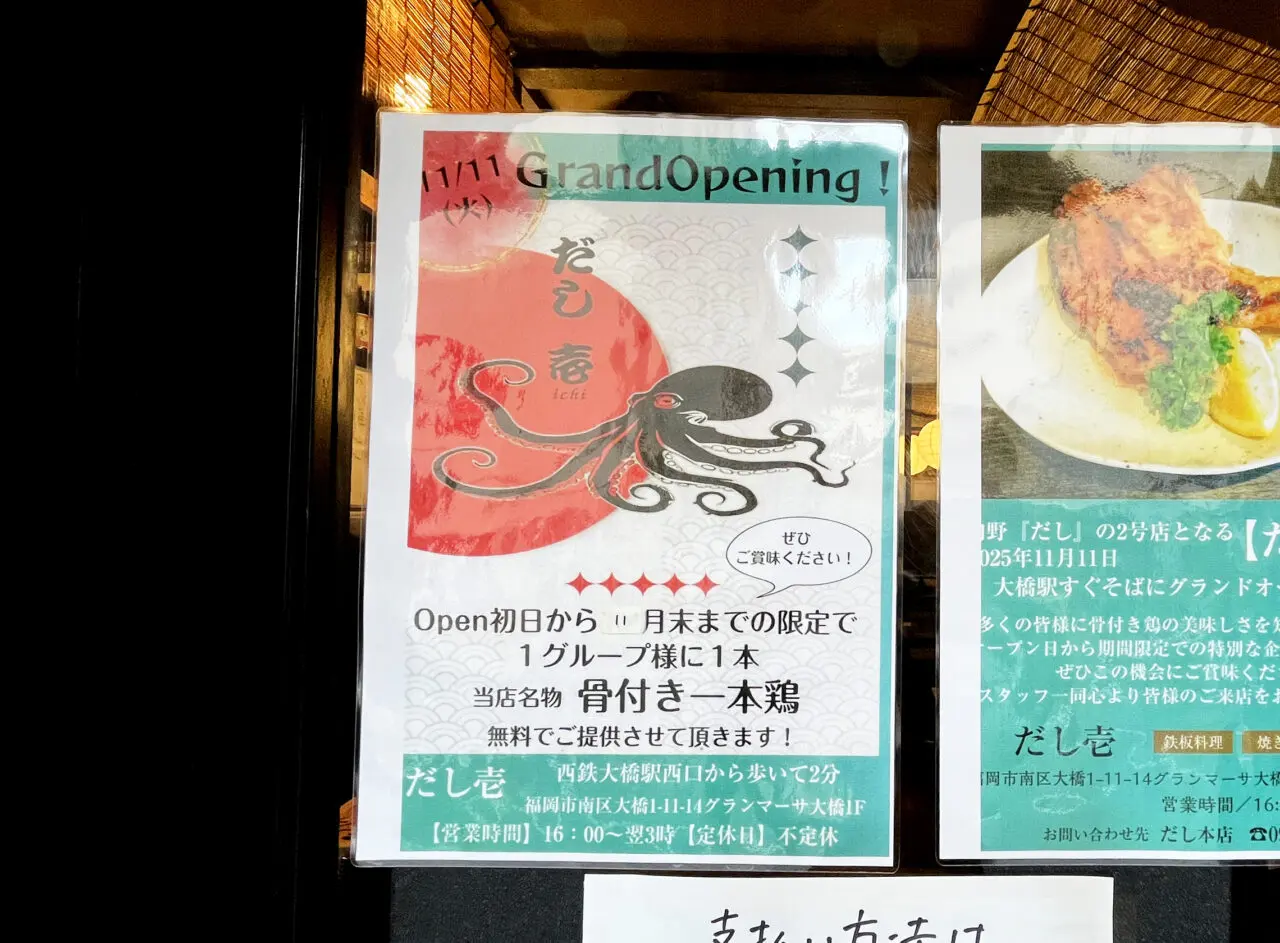 11/11
(火)
GrandOpening！
だし 壱
ichi
ぜひ
ご賞味ください！
Open初日から 11 月末までの限定で
１グループ様に１本
当店名物 骨付き一本鶏
無料でご提供させて頂きます！
だし壱
西鉄大橋駅西口から歩いて2分
福岡市南区大橋1-11-14グランマーサ大橋1F
【営業時間】16：00～翌3時【定休日】不定休
野『だし』の2号店となる
025年11月11日
大橋駅すぐそばにグランドオ
多くの皆様に骨付き鶏の美味しさを
ープン日から期間限定での特別な企
ぜひこの機会にご賞味くだ
スタッフ一同心より皆様のご来店をお
だし壱
鉄板料理
焼き
福岡市南区大橋1-11-14グランマーサ大橋
営業時間／16:
お問い合わせ先 だし本店 ☎09
支払い方法は